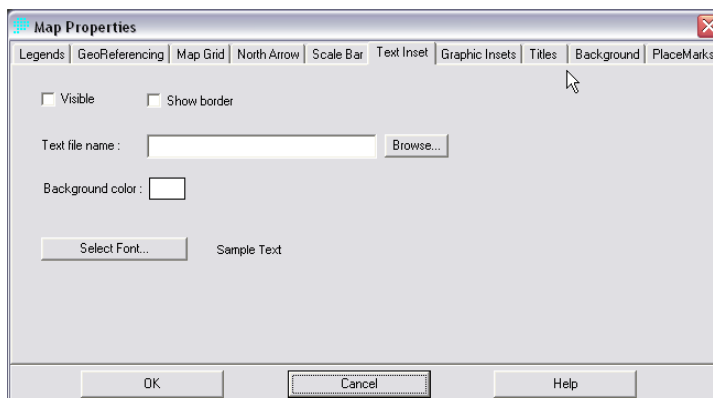 Map Properties
Legends GeoReferencing Map Grid North Arrow Scale Bar Text Inset Graphic Insets Titles Background PlaceMarks
Visible Show border
Text file name : Browse...
Background color :
Select Font... Sample Text
OK Cancel Help